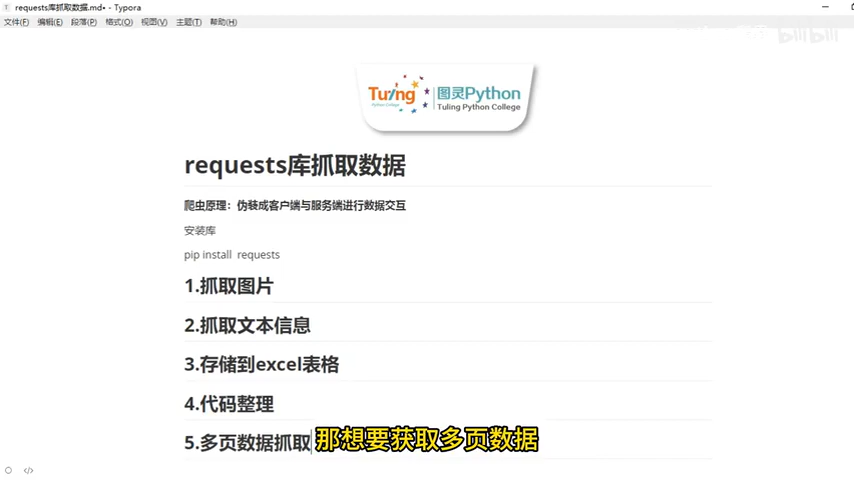 requests库抓取数据.md• - Typora
文件(F) 编辑(E) 段落(P) 格式(O) 视图(V) 主题(T) 帮助(H)
bilibili
Tuling 图灵Python
Python College Tuling Python College
requests库抓取数据
爬虫原理：伪装成客户端与服务端进行数据交互
安装库
pip install requests
1.抓取图片
2.抓取文本信息
3.存储到excel表格
4.代码整理
5.多页数据抓取
那想要获取多页数据